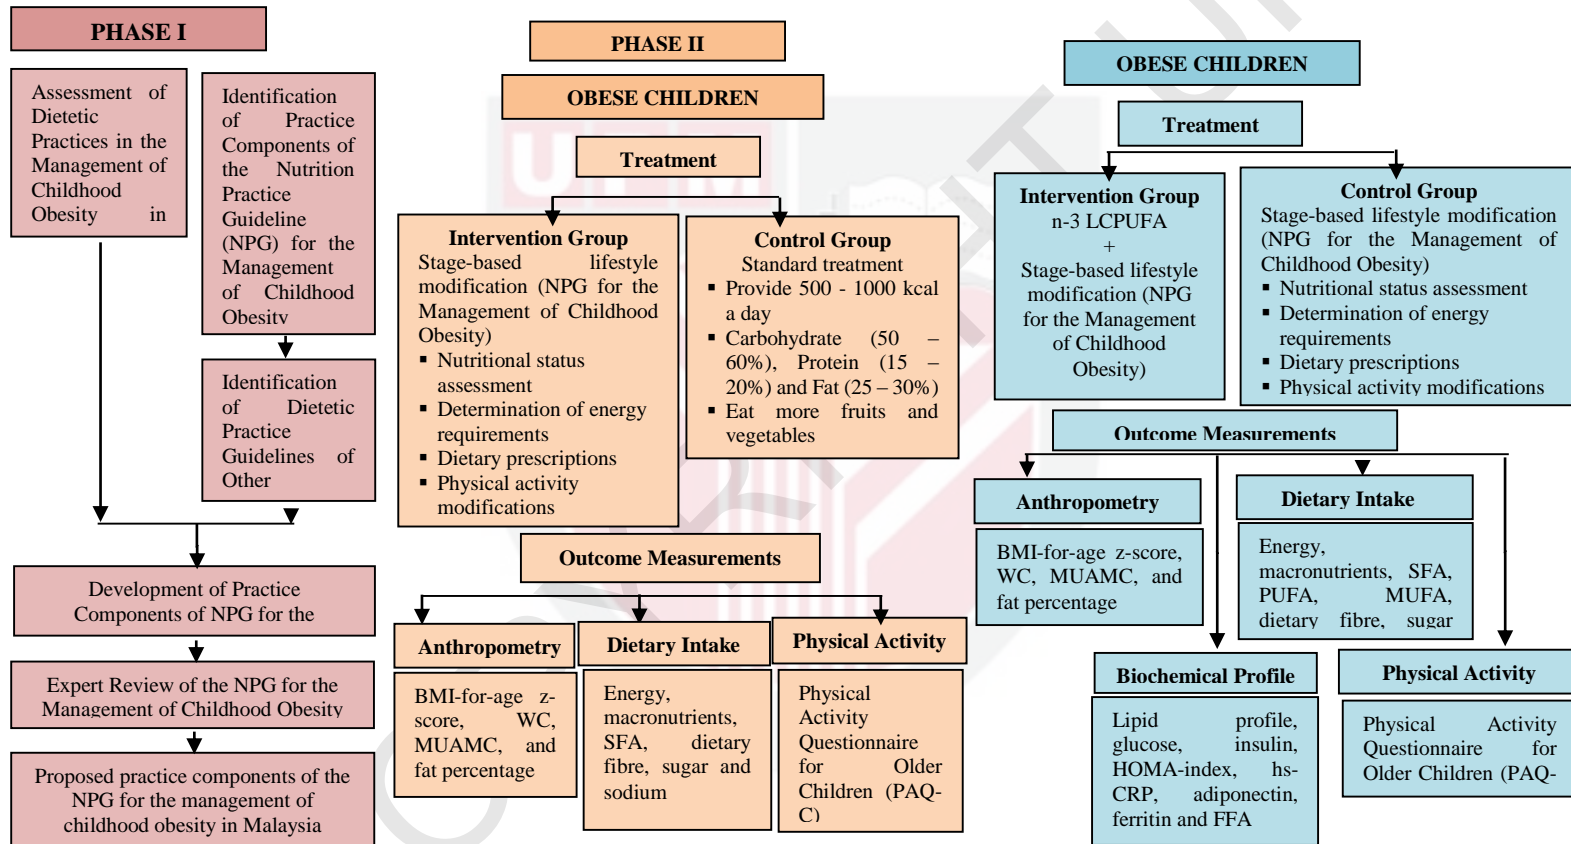 PHASE I
Assessment of
Dietetic
Practices in the
Management of
Childhood
Obesity in
Identification
of Practice
Components of
the Nutrition
Practice
Guideline
(NPG) for the
Management
of Childhood
Obesity
Identification
of Dietetic
Practice
Guidelines of
Other
Development of Practice
Components of NPG for the
Expert Review of the NPG for the
Management of Childhood Obesity
Proposed practice components of the
NPG for the management of
childhood obesity in Malaysia
PHASE II
OBESE CHILDREN
Treatment
Intervention Group
Stage-based lifestyle
modification (NPG for the
Management of Childhood
Obesity)
▪ Nutritional status
assessment
▪ Determination of energy
requirements
▪ Dietary prescriptions
▪ Physical activity
modifications
Control Group
Standard treatment
▪ Provide 500 - 1000 kcal
a day
▪ Carbohydrate (50 –
60%), Protein (15 –
20%) and Fat (25 – 30%)
▪ Eat more fruits and
vegetables
Outcome Measurements
Anthropometry
BMI-for-age z-
score, WC,
MUAMC, and
fat percentage
Dietary Intake
Energy,
macronutrients,
SFA, dietary
fibre, sugar and
sodium
Physical Activity
Physical
Activity
Questionnaire
for Older
Children (PAQ-
C)
OBESE CHILDREN
Treatment
Intervention Group
n-3 LCPUFA
+
Stage-based lifestyle
modification (NPG
for the Management
of Childhood
Obesity)
Control Group
Stage-based lifestyle modification
(NPG for the Management of
Childhood Obesity)
▪ Nutritional status assessment
▪ Determination of energy
requirements
▪ Dietary prescriptions
▪ Physical activity modifications
Outcome Measurements
Anthropometry
BMI-for-age z-score,
WC, MUAMC, and
fat percentage
Dietary Intake
Energy,
macronutrients, SFA,
PUFA, MUFA,
dietary fibre, sugar
Biochemical Profile
Lipid profile,
glucose, insulin,
HOMA-index, hs-
CRP, adiponectin,
ferritin and FFA
Physical Activity
Physical Activity
Questionnaire for
Older Children (PAQ-
UPM